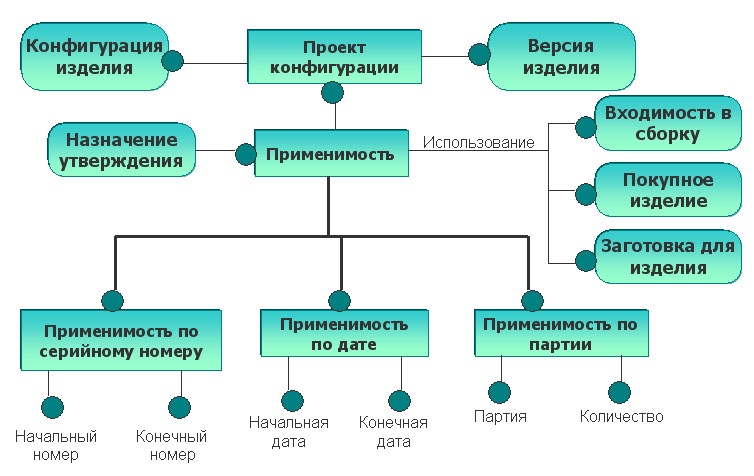 Конфигурация
изделия
Проект
конфигурации
Версия
изделия
Назначение
утверждения
Применимость
Использование
Входимость в
сборку
Покупное
изделие
Заготовка для
изделия
Применимость по
серийному номеру
Применимость
по дате
Применимость по
партии
Начальный
номер
Конечный
номер
Начальная
дата
Конечная
дата
Партия
Количество